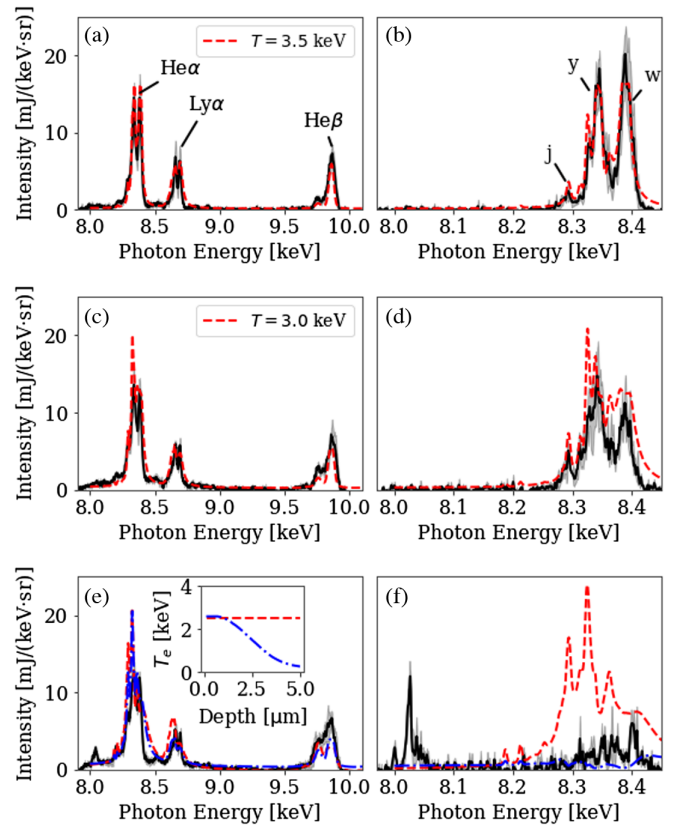 (a)
T = 3.5 keV
Heα
Lyα
Heβ
Intensity [mJ/(keV·sr)]
20
10
0
8.0 8.5 9.0 9.5 10.0
Photon Energy [keV]
(b)
y
w
j
8.0 8.1 8.2 8.3 8.4
Photon Energy [keV]
(c)
T = 3.0 keV
Intensity [mJ/(keV·sr)]
20
10
0
8.0 8.5 9.0 9.5 10.0
Photon Energy [keV]
(d)
8.0 8.1 8.2 8.3 8.4
Photon Energy [keV]
(e)
Intensity [mJ/(keV·sr)]
20
10
0
8.0 8.5 9.0 9.5 10.0
Photon Energy [keV]
Te [keV]
4
2
0
0.0 2.5 5.0
Depth [μm]
(f)
8.0 8.1 8.2 8.3 8.4
Photon Energy [keV]